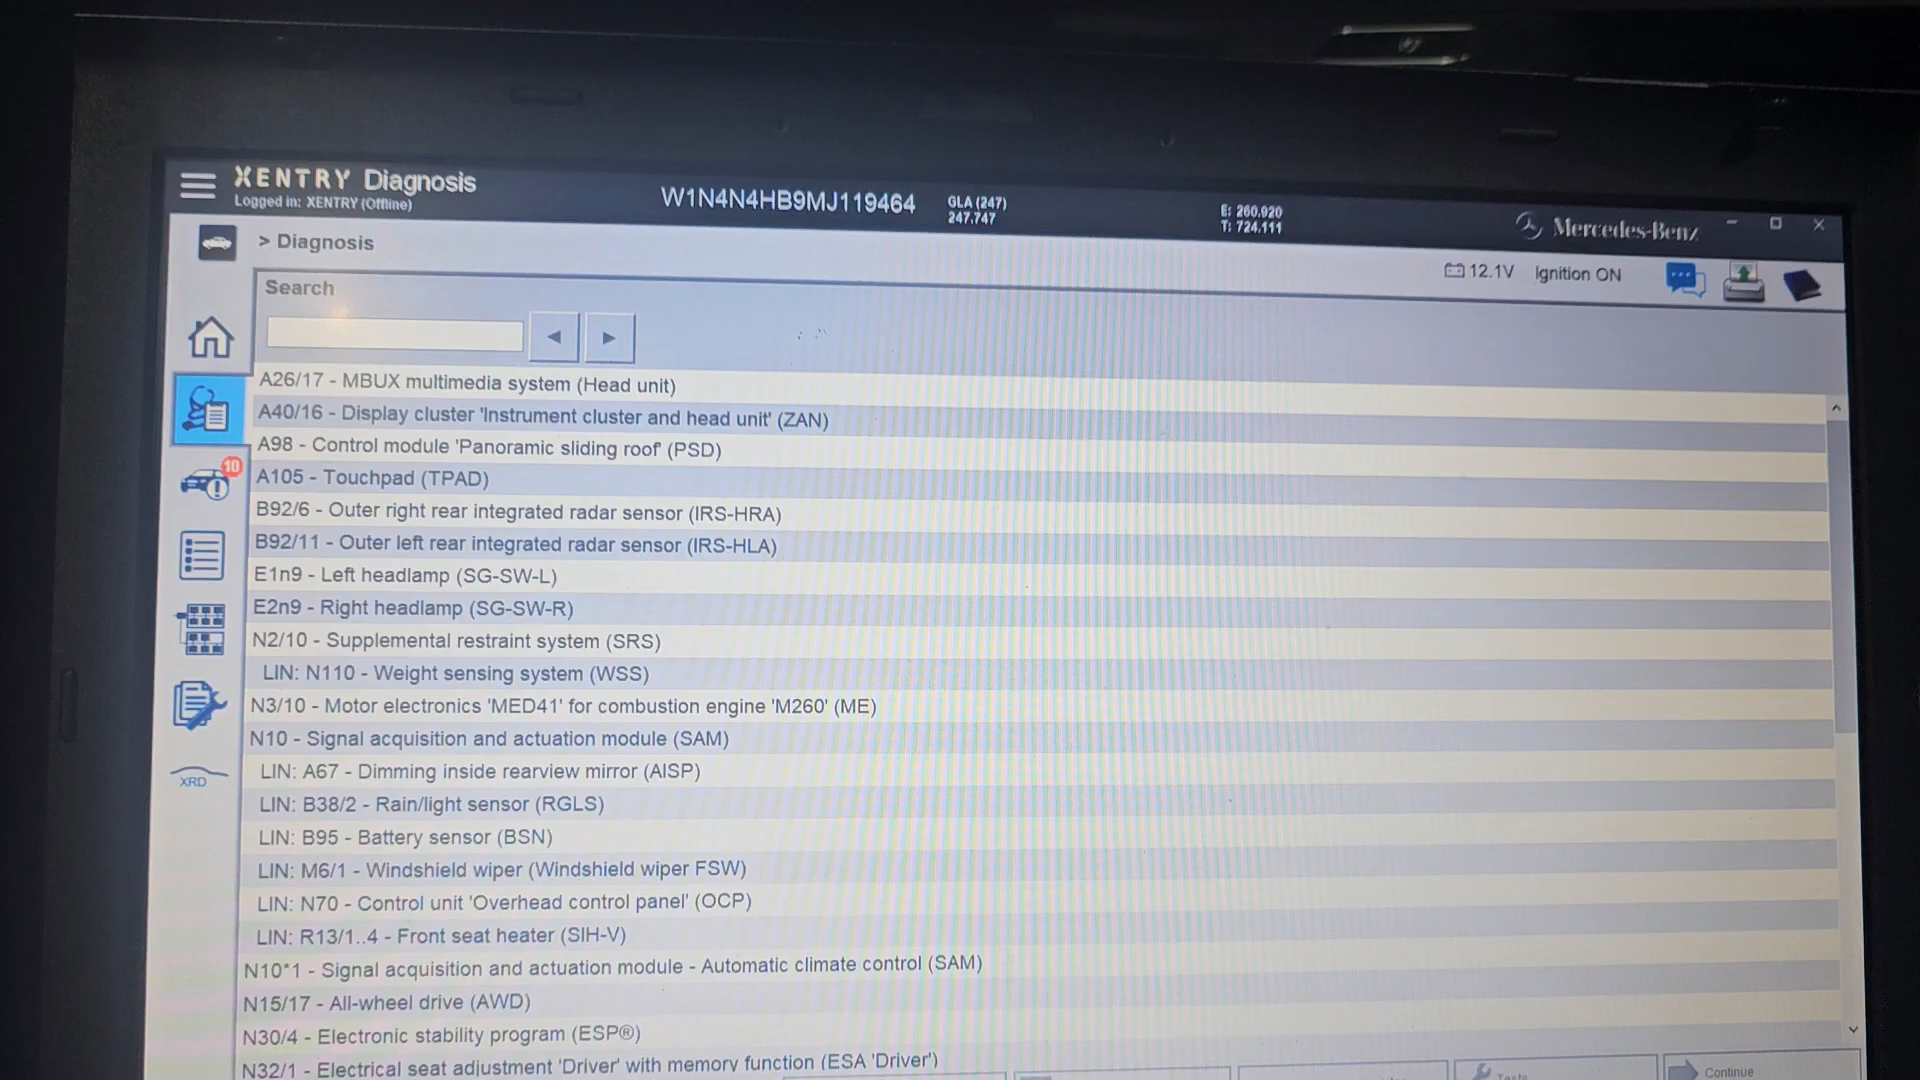 XENTRY Diagnosis
Logged in: XENTRY (Offline)
W1N4N4HB9MJ119464
GLA (247)
247.747
E: 260.920
T: 724.111
Mercedes-Benz
> Diagnosis
12.1V
Ignition ON
Search
A26/17 - MBUX multimedia system (Head unit)
A40/16 - Display cluster 'Instrument cluster and head unit' (ZAN)
A98 - Control module 'Panoramic sliding roof' (PSD)
10
A105 - Touchpad (TPAD)
B92/6 - Outer right rear integrated radar sensor (IRS-HRA)
B92/11 - Outer left rear integrated radar sensor (IRS-HLA)
E1n9 - Left headlamp (SG-SW-L)
E2n9 - Right headlamp (SG-SW-R)
N2/10 - Supplemental restraint system (SRS)
LIN: N110 - Weight sensing system (WSS)
N3/10 - Motor electronics 'MED41' for combustion engine 'M260' (ME)
N10 - Signal acquisition and actuation module (SAM)
LIN: A67 - Dimming inside rearview mirror (AISP)
XRD
LIN: B38/2 - Rain/light sensor (RGLS)
LIN: B95 - Battery sensor (BSN)
LIN: M6/1 - Windshield wiper (Windshield wiper FSW)
LIN: N70 - Control unit 'Overhead control panel' (OCP)
LIN: R13/1..4 - Front seat heater (SIH-V)
N10*1 - Signal acquisition and actuation module - Automatic climate control (SAM)
N15/17 - All-wheel drive (AWD)
N30/4 - Electronic stability program (ESP®)
N32/1 - Electrical seat adjustment 'Driver' with memory function (ESA 'Driver')
Tests
Continue